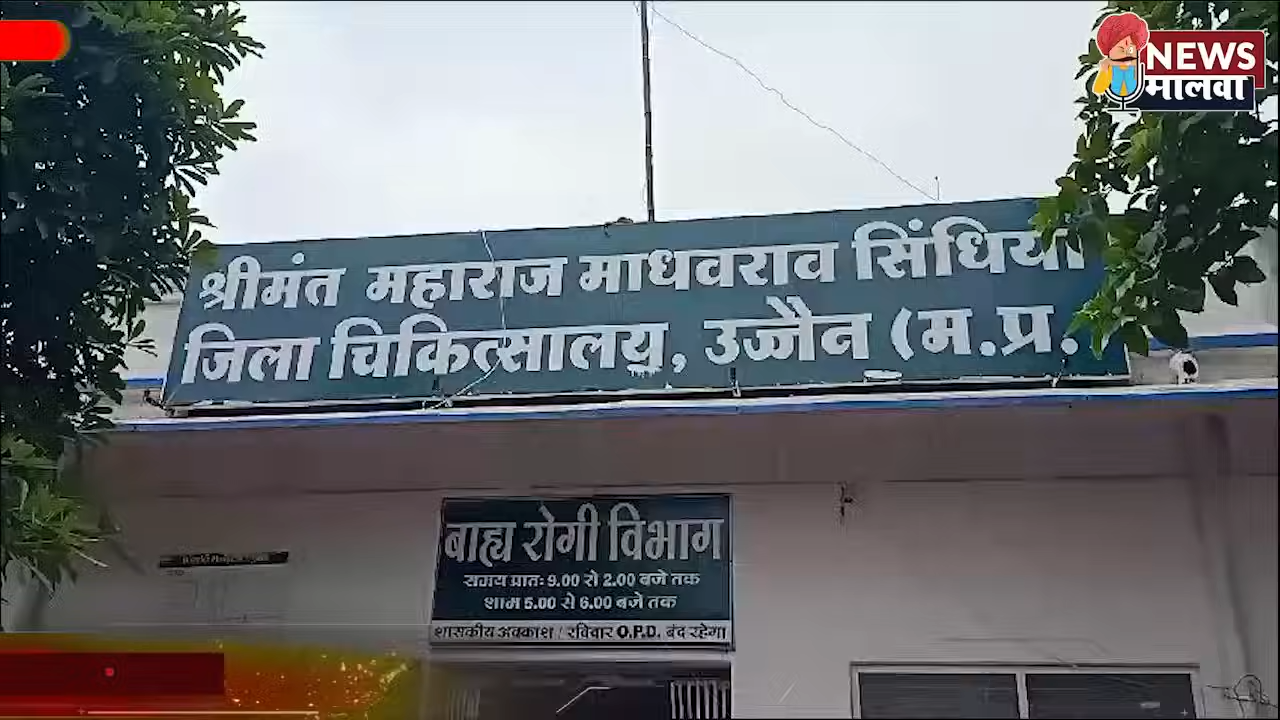 NEWS
मालवा
श्रीमंत महाराज माधवराव सिंधिया
जिला चिकित्सालय, उज्जैन (म.प्र.
बाह्य रोगी विभाग
समय प्रातः 9.00 से 2.00 बजे तक
शाम 5.00 से 6.00 बजे तक
शासकीय अवकाश / रविवार O.P.D. बंद रहेगा